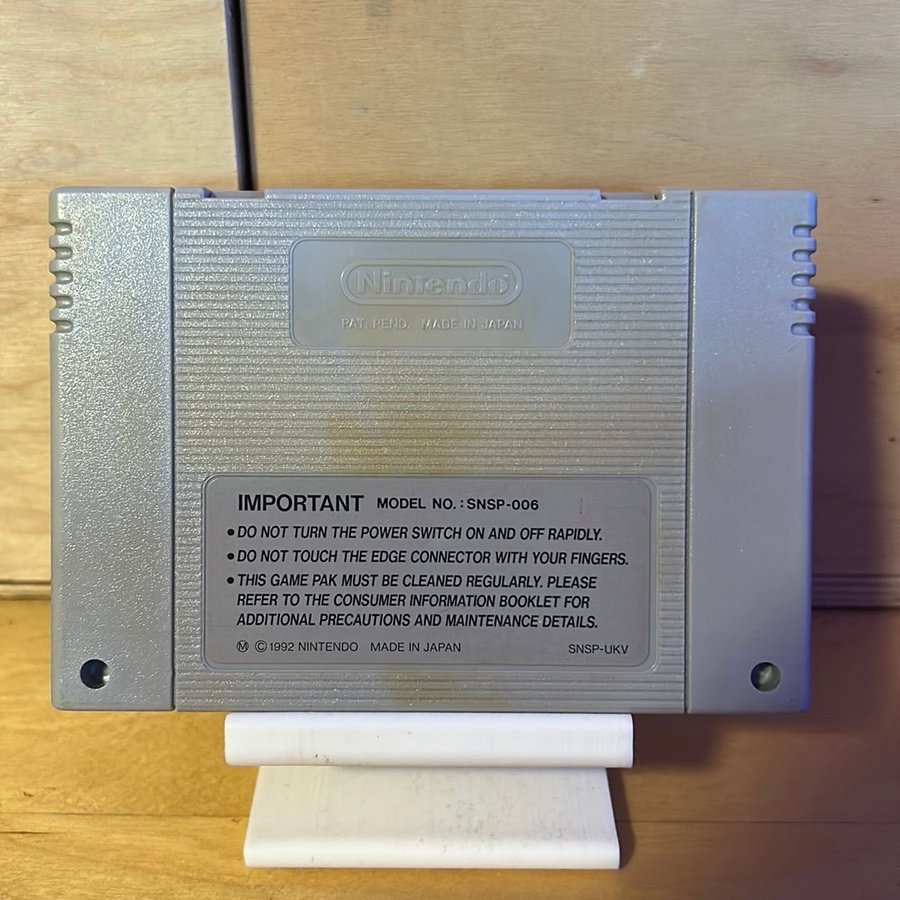 Nintendo
PAT. PEND. MADE IN JAPAN
IMPORTANT MODEL NO. : SNSP-006
• DO NOT TURN THE POWER SWITCH ON AND OFF RAPIDLY.
• DO NOT TOUCH THE EDGE CONNECTOR WITH YOUR FINGERS.
• THIS GAME PAK MUST BE CLEANED REGULARLY. PLEASE
REFER TO THE CONSUMER INFORMATION BOOKLET FOR
ADDITIONAL PRECAUTIONS AND MAINTENANCE DETAILS.
Ⓜ © 1992 NINTENDO MADE IN JAPAN SNSP-UKV